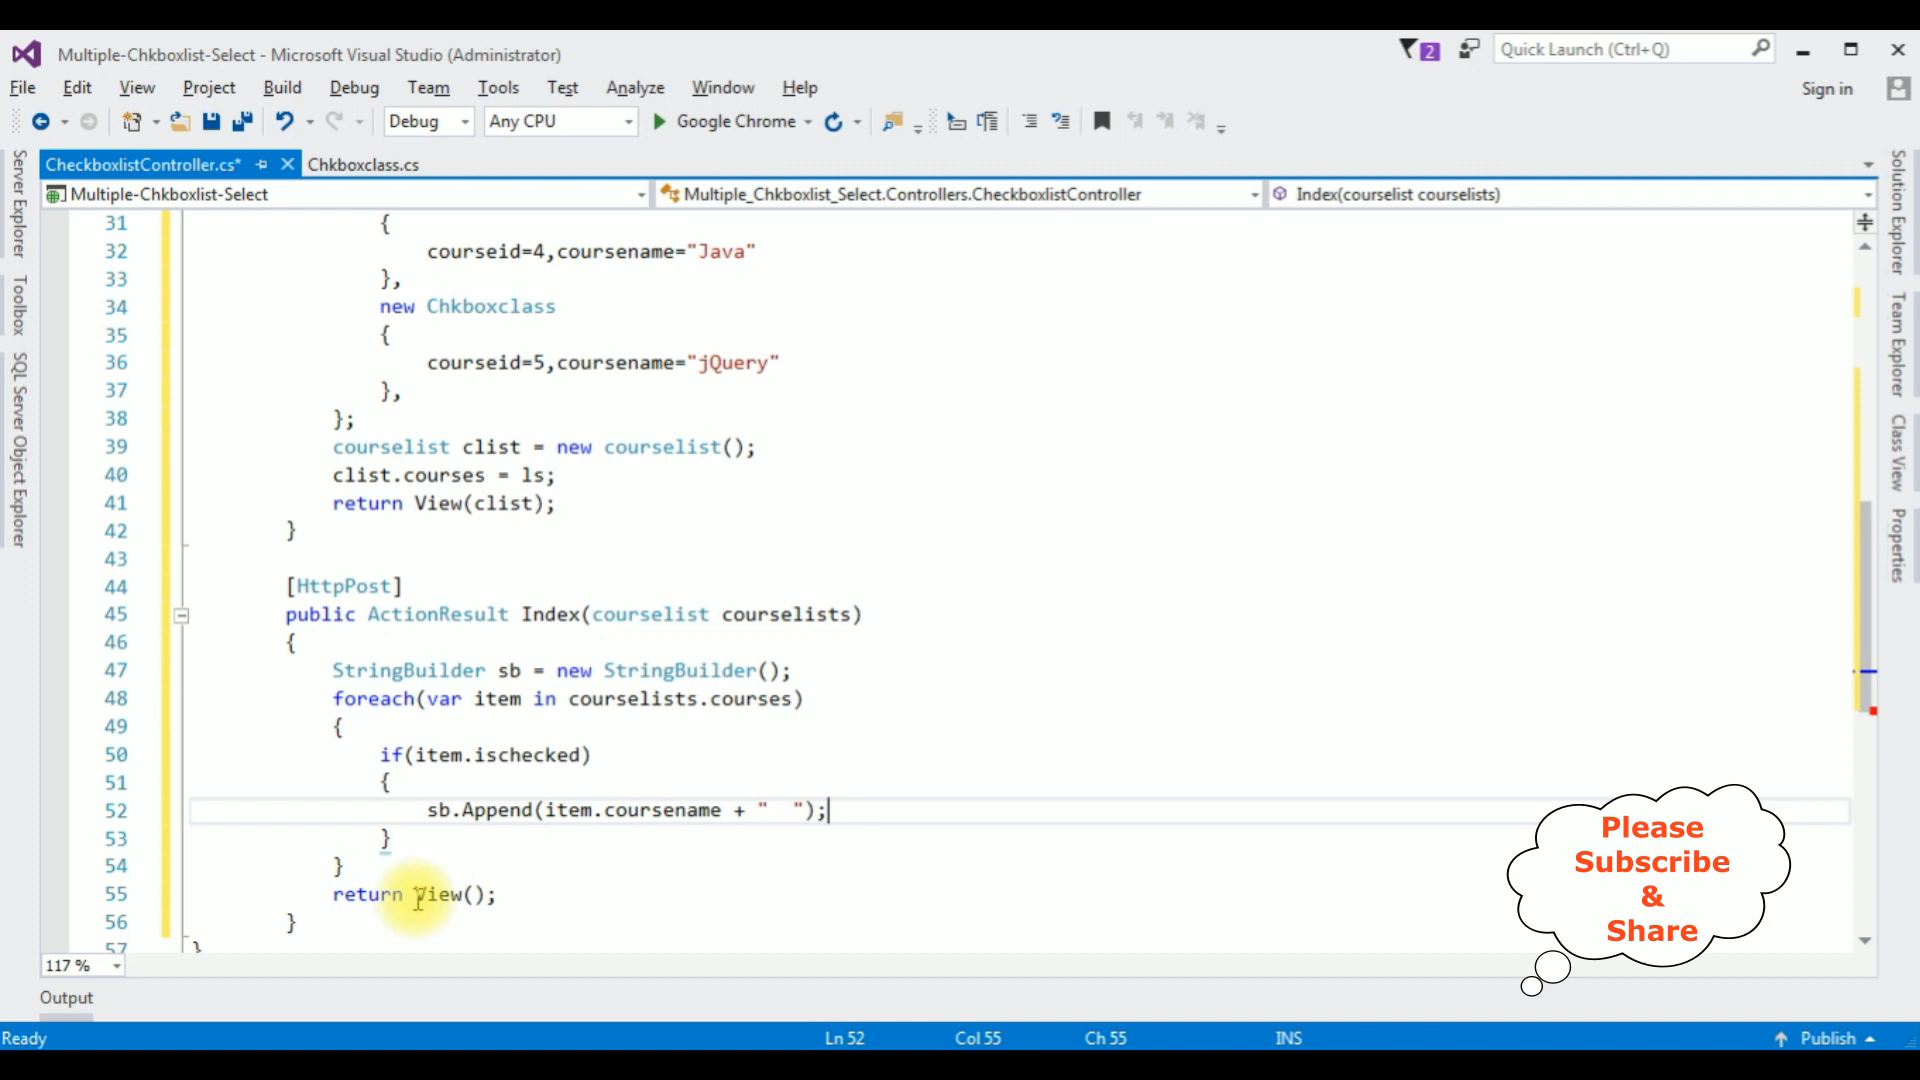 Multiple-Chkboxlist-Select - Microsoft Visual Studio (Administrator)
2
Quick Launch (Ctrl+Q)
File Edit View Project Build Debug Team Tools Test Analyze Window Help
Sign in
Debug
Any CPU
Google Chrome
CheckboxlistController.cs*
Chkboxclass.cs
Multiple-Chkboxlist-Select
Multiple_Chkboxlist_Select.Controllers.CheckboxlistController
Index(courselist courselists)
Server Explorer
Toolbox
SQL Server Object Explorer
Solution Explorer
Team Explorer
Class View
Properties
31 {
32 courseid=4,coursename="Java"
33 },
34 new Chkboxclass
35 {
36 courseid=5,coursename="jQuery"
37 },
38 };
39 courselist clist = new courselist();
40 clist.courses = ls;
41 return View(clist);
42 }
43
44 [HttpPost]
45 public ActionResult Index(courselist courselists)
46 {
47 StringBuilder sb = new StringBuilder();
48 foreach(var item in courselists.courses)
49 {
50 if(item.ischecked)
51 {
52 sb.Append(item.coursename + "  ");
53 }
54 }
55 return View();
56 }
57 }
Please
Subscribe
&
Share
117 %
Output
Ready
Ln 52
Col 55
Ch 55
INS
Publish